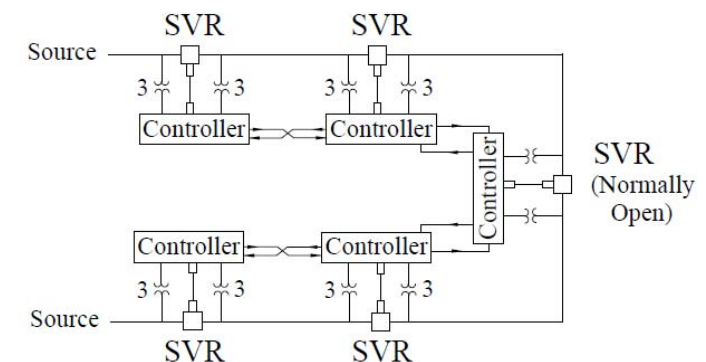 SVR SVR
Source
3 3 3 3
Controller Controller
Controller
SVR
(Normally
Open)
Controller Controller
3 3 3 3
Source
SVR SVR